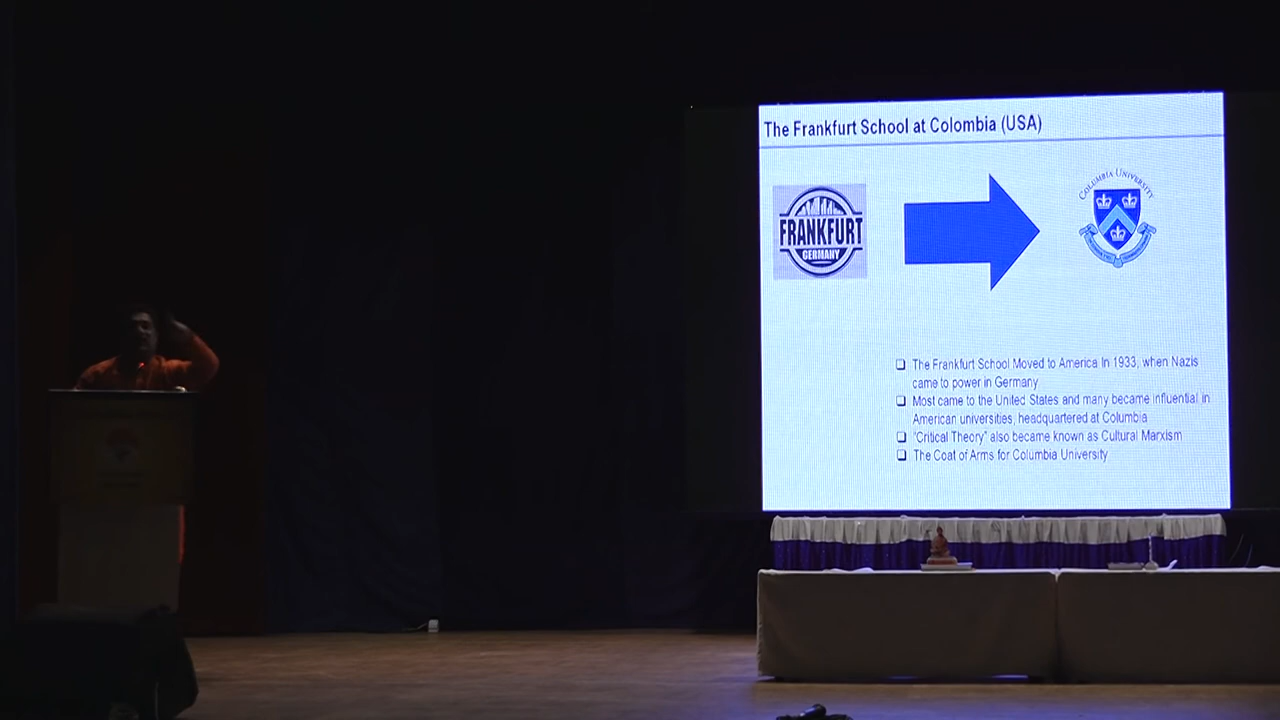 The Frankfurt School at Colombia (USA)
FRANKFURT
GERMANY
COLUMBIA UNIVERSITY
❑ The Frankfurt School Moved to America In 1933, when Nazis
came to power in Germany
❑ Most came to the United States and many became influential in
American universities, headquartered at Columbia
❑ “Critical Theory” also became known as Cultural Marxism
❑ The Coat of Arms for Columbia University